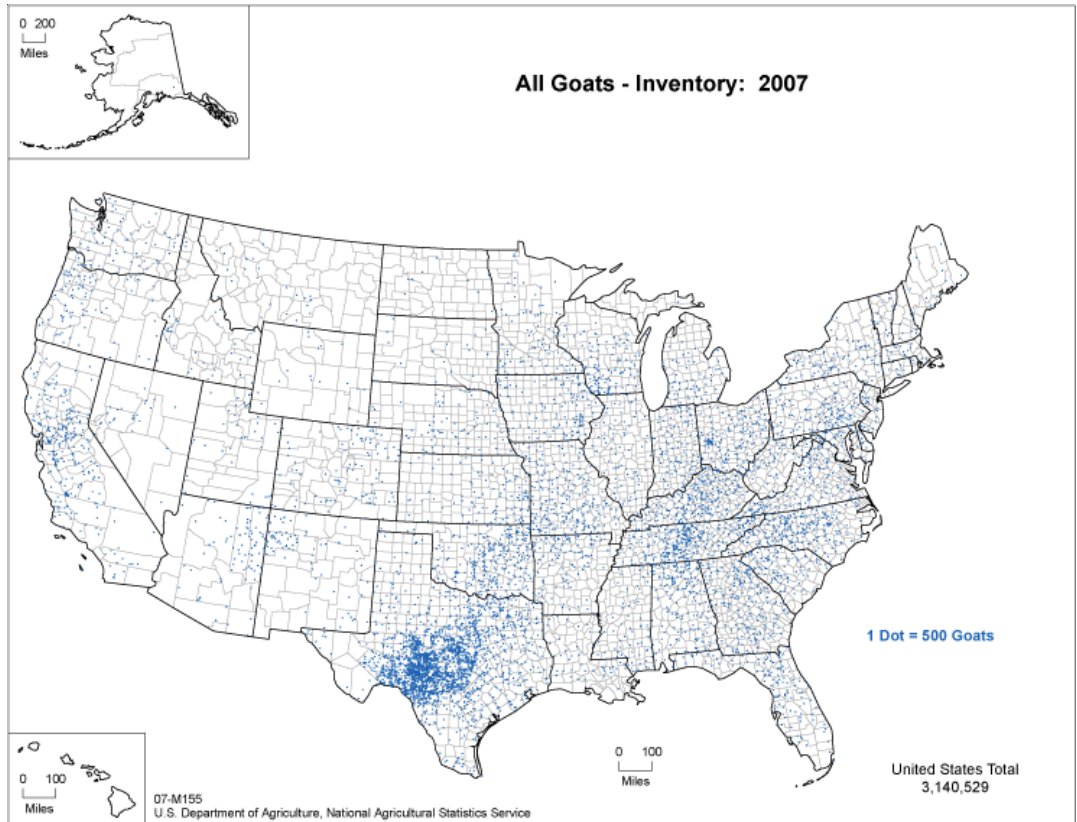 0 200
Miles
All Goats - Inventory: 2007
1 Dot = 500 Goats
0 100
Miles
0 100
Miles
United States Total
3,140,529
07-M155
U.S. Department of Agriculture, National Agricultural Statistics Service